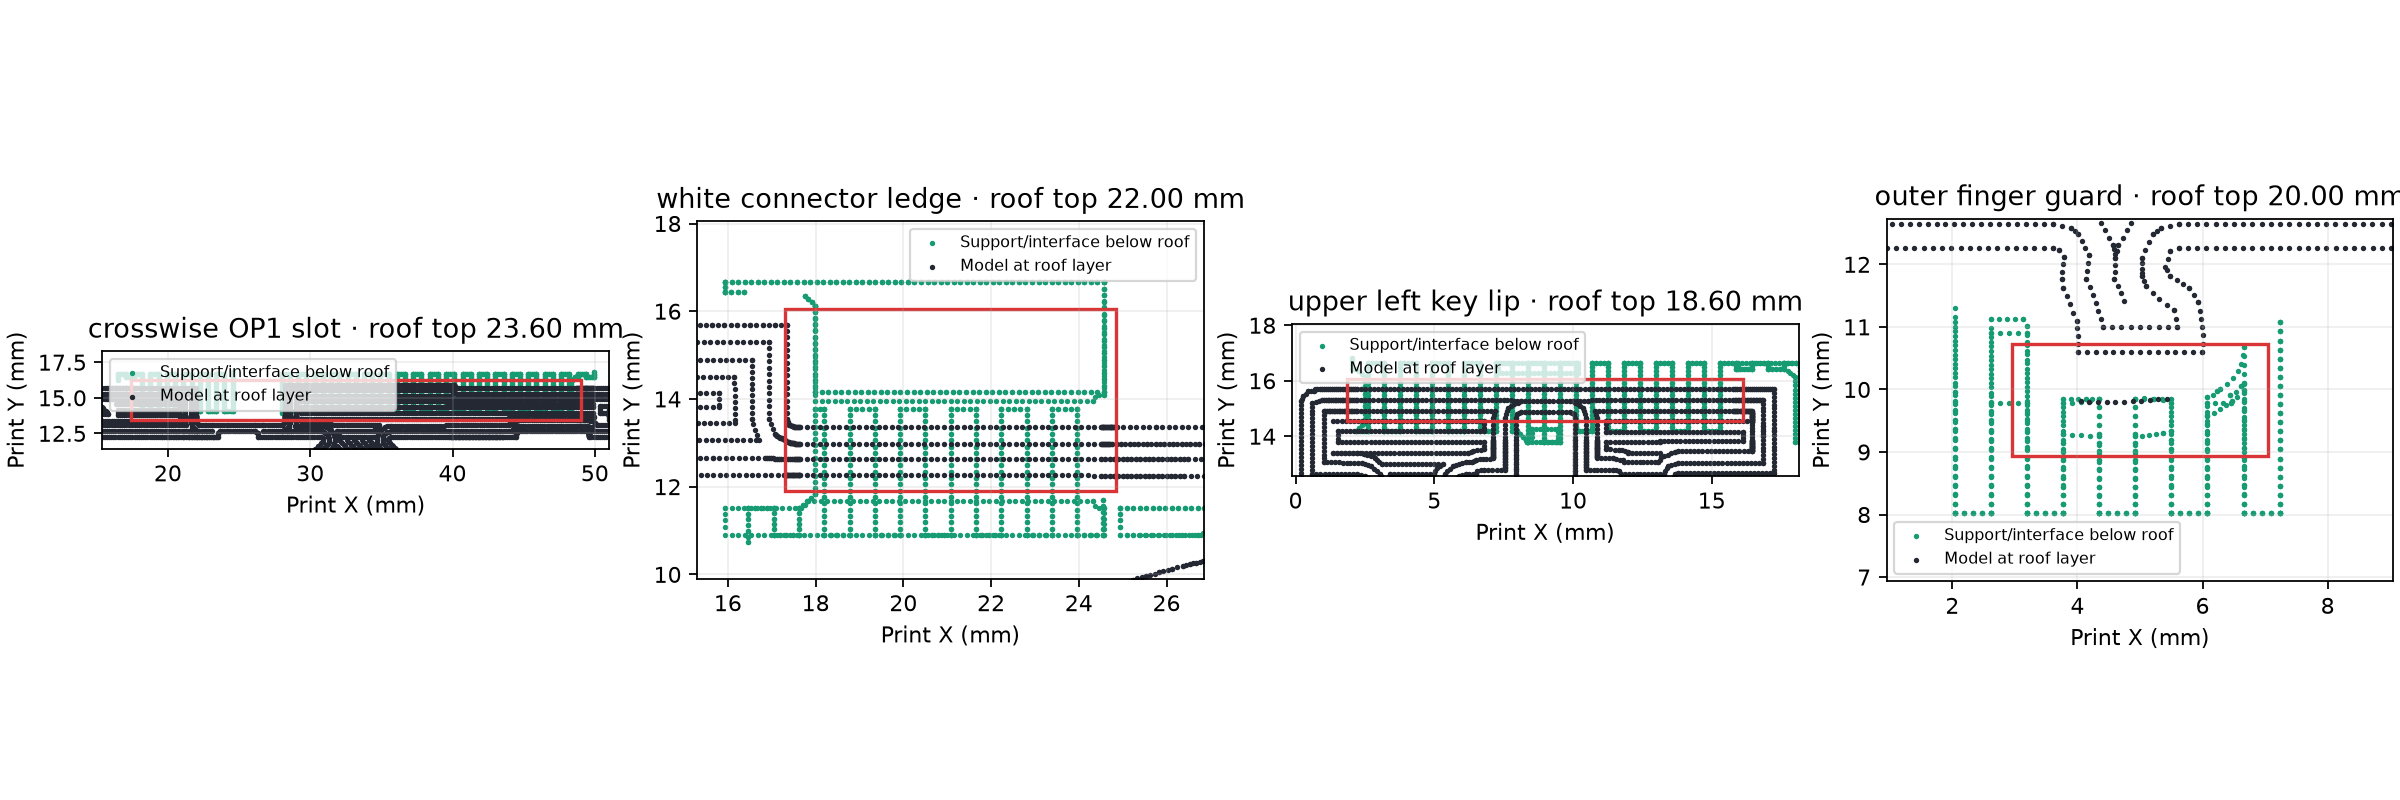 crosswise OP1 slot · roof top 23.60 mm
Support/interface below roof
Model at roof layer
Print Y (mm)
17.5
15.0
12.5
20 30 40 50
Print X (mm)
white connector ledge · roof top 22.00 mm
Support/interface below roof
Model at roof layer
Print Y (mm)
18
16
14
12
10
16 18 20 22 24 26
Print X (mm)
upper left key lip · roof top 18.60 mm
Support/interface below roof
Model at roof layer
Print Y (mm)
18
16
14
0 5 10 15
Print X (mm)
outer finger guard · roof top 20.00 mm
Print Y (mm)
12
11
10
9
8
7
Support/interface below roof
Model at roof layer
2 4 6 8
Print X (mm)